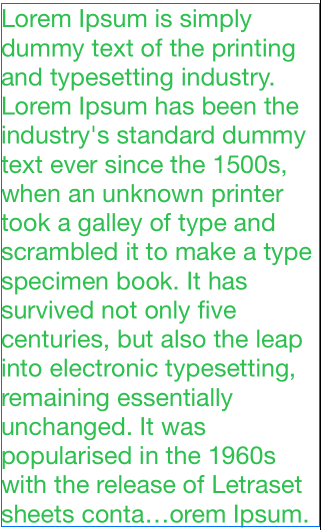 Lorem Ipsum is simply
dummy text of the printing
and typesetting industry.
Lorem Ipsum has been the
industry's standard dummy
text ever since the 1500s,
when an unknown printer
took a galley of type and
scrambled it to make a type
specimen book. It has
survived not only five
centuries, but also the leap
into electronic typesetting,
remaining essentially
unchanged. It was
popularised in the 1960s
with the release of Letraset
sheets conta…orem Ipsum.